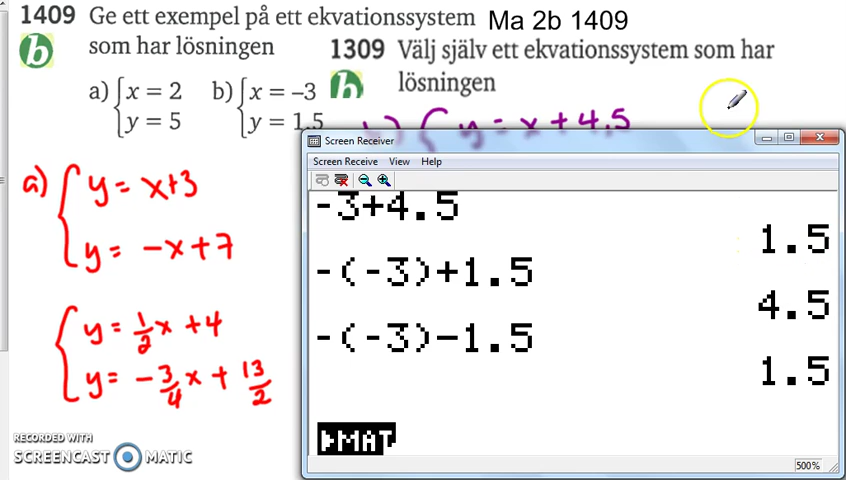 1409 Ge ett exempel på ett ekvationssystem
som har lösningen
b
a) { x = 2
y = 5
b) { x = –3
y = 1,5
Ma 2b 1409
1309 Välj själv ett ekvationssystem som har
lösningen
b
b) { y = x + 4,5
a) { y = x+3
y = -x+7
{ y = 1/2 x + 4
y = - 3/4 x + 13/2
Screen Receiver
Screen Receive View Help
-3+4.5
1.5
-(-3)+1.5
4.5
-(-3)-1.5
1.5
▶MAT
500%
RECORDED WITH
SCREENCAST MATIC